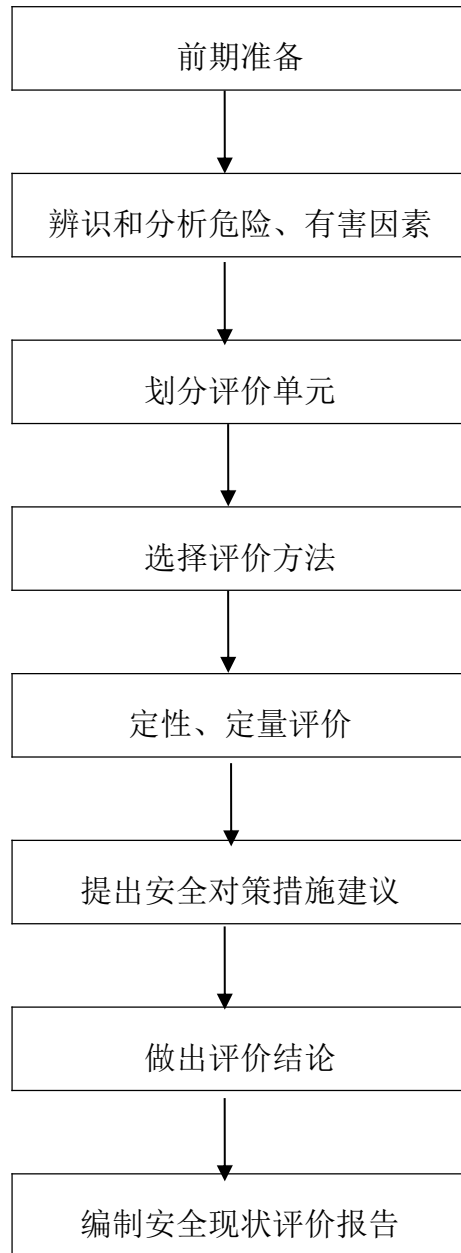 前期准备
辨识和分析危险、有害因素
划分评价单元
选择评价方法
定性、定量评价
提出安全对策措施建议
做出评价结论
编制安全现状评价报告